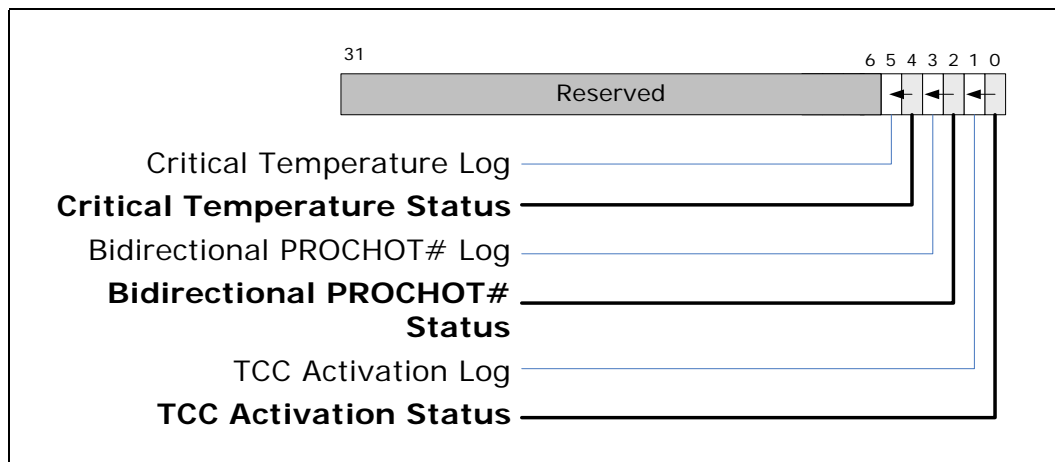 31 6 5 4 3 2 1 0
Reserved
Critical Temperature Log
Critical Temperature Status
Bidirectional PROCHOT# Log
Bidirectional PROCHOT#
Status
TCC Activation Log
TCC Activation Status